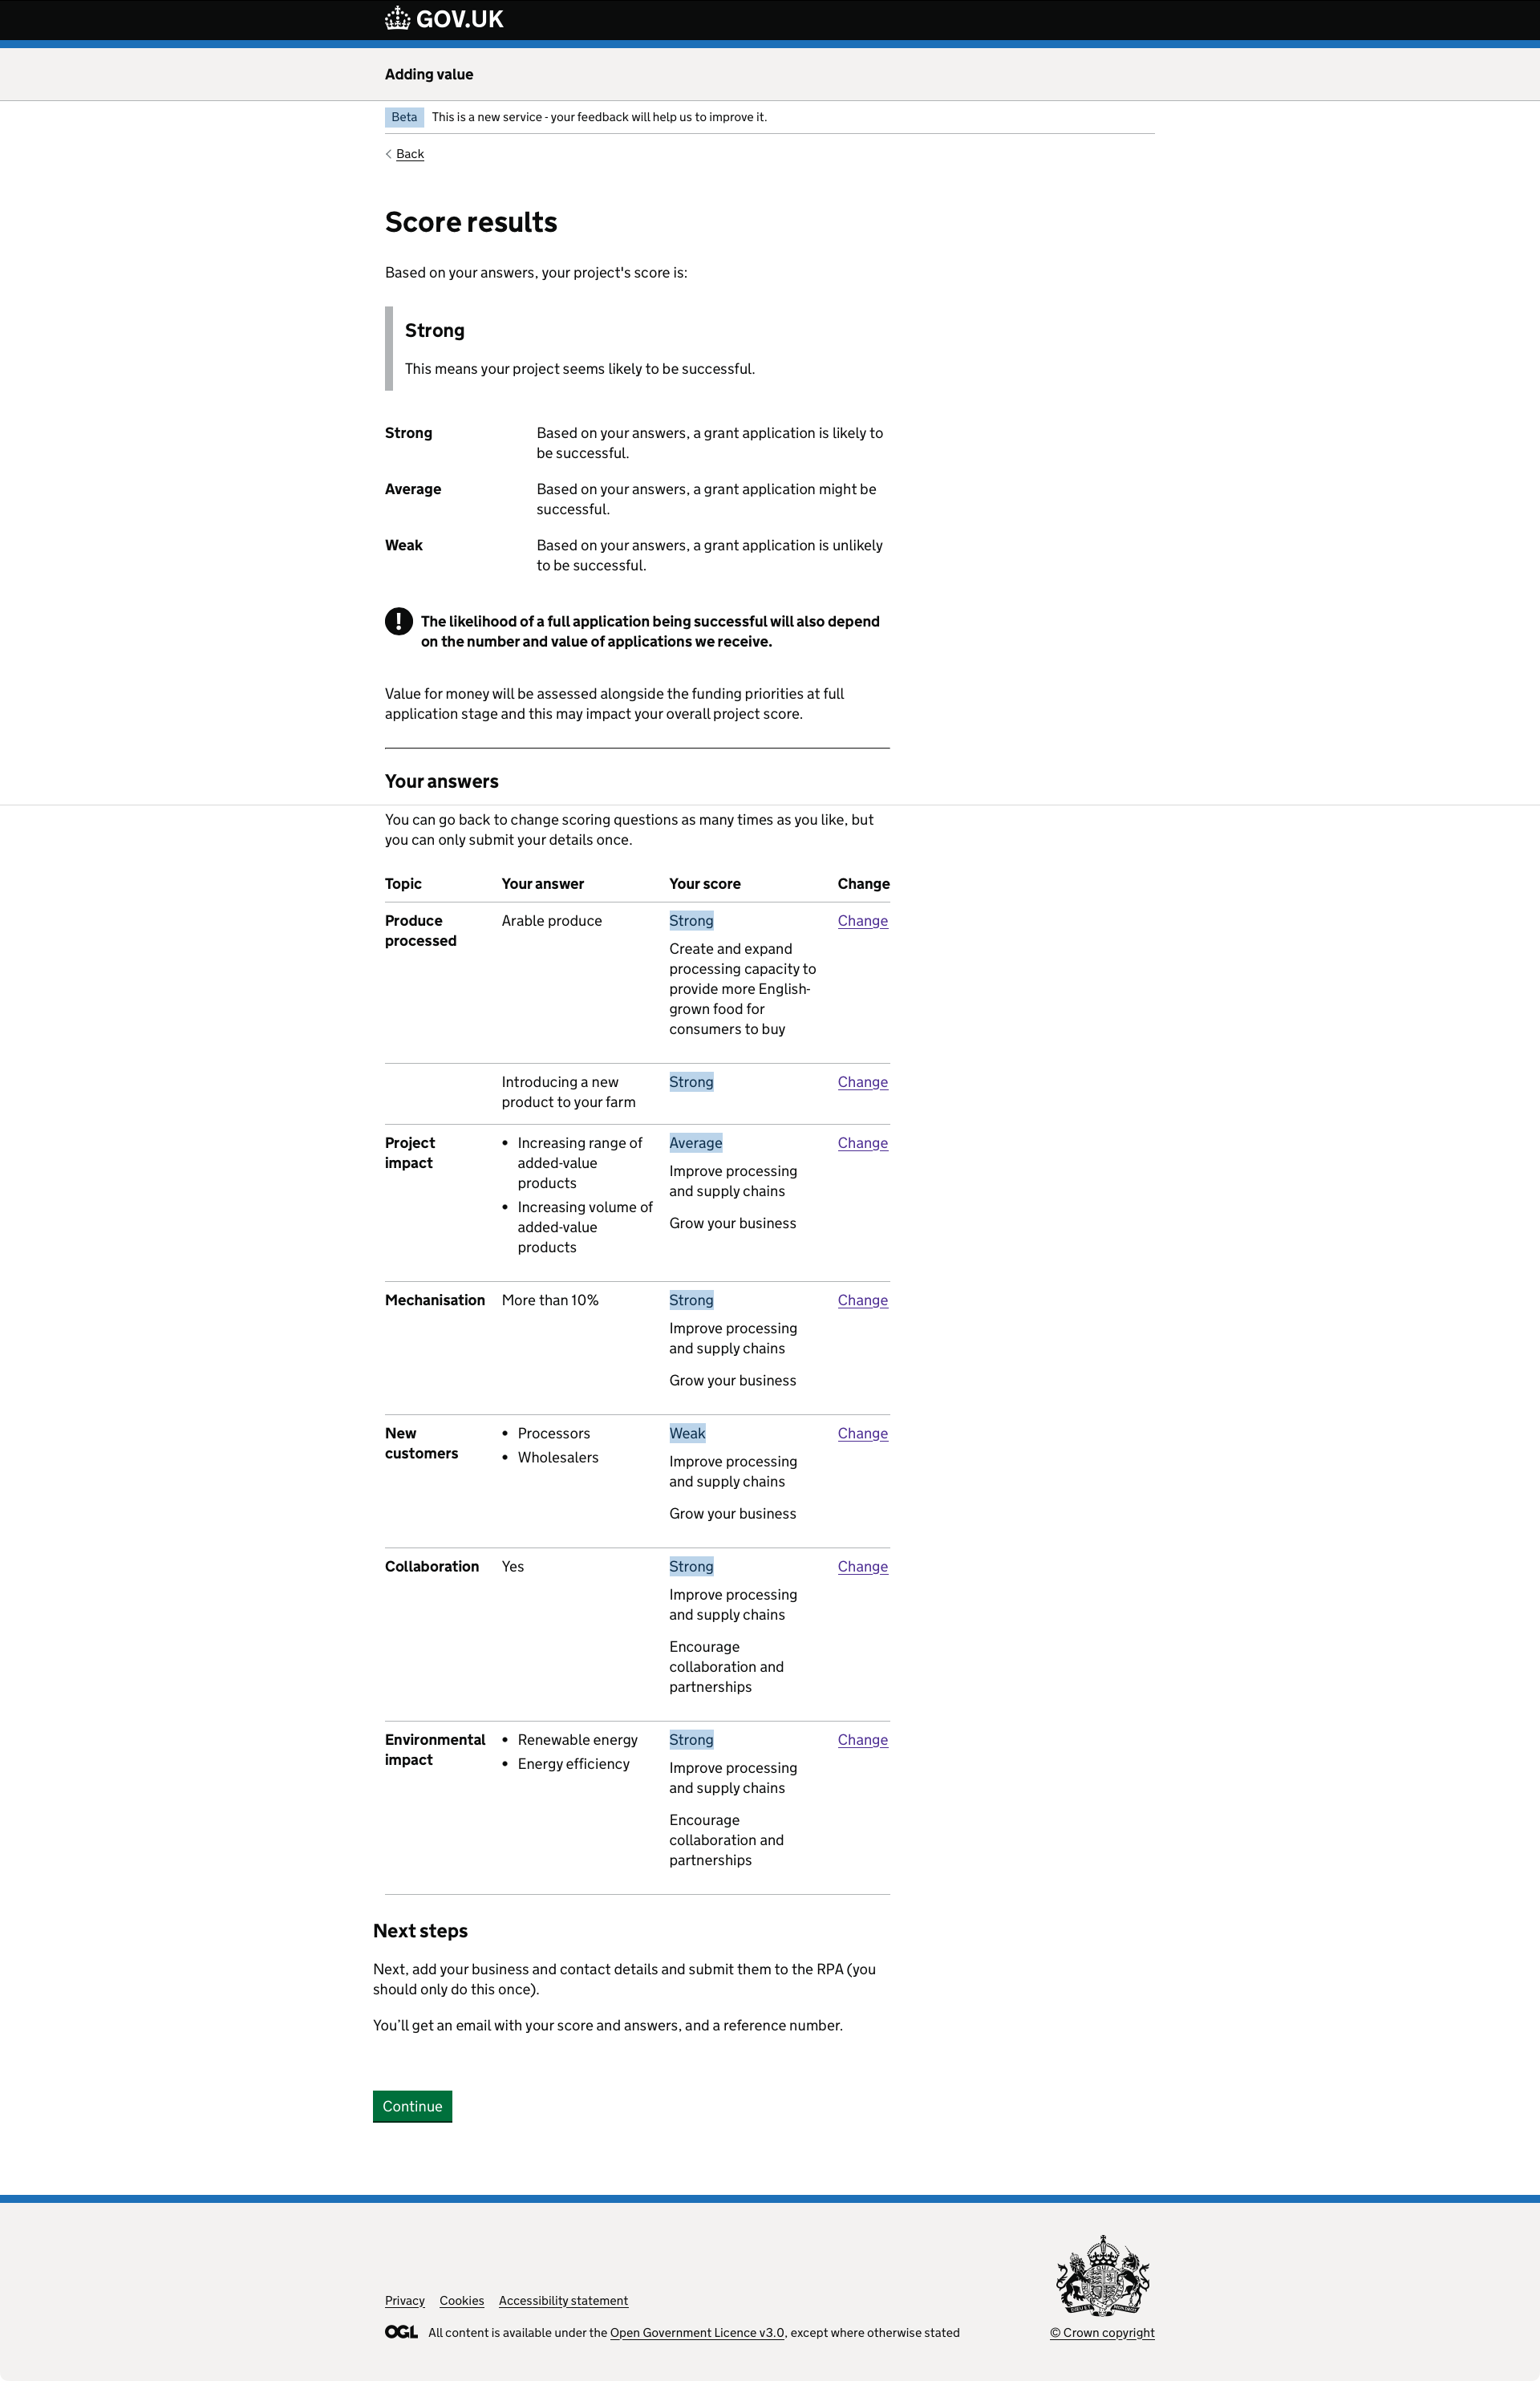 GOV.UK
Adding value
Beta This is a new service - your feedback will help us to improve it.
Back
Score results
Based on your answers, your project's score is:
Strong
This means your project seems likely to be successful.
Strong Based on your answers, a grant application is likely to
be successful.
Average Based on your answers, a grant application might be
successful.
Weak Based on your answers, a grant application is unlikely
to be successful.
! The likelihood of a full application being successful will also depend
on the number and value of applications we receive.
Value for money will be assessed alongside the funding priorities at full
application stage and this may impact your overall project score.
Your answers
You can go back to change scoring questions as many times as you like, but
you can only submit your details once.
Topic Your answer Your score Change
Produce Arable produce Strong Change
processed
Create and expand
processing capacity to
provide more English-
grown food for
consumers to buy
Introducing a new Strong Change
product to your farm
Project • Increasing range of Average Change
impact added-value
products
Improve processing
and supply chains
• Increasing volume of
added-value
products
Grow your business
Mechanisation More than 10% Strong Change
Improve processing
and supply chains
Grow your business
New • Processors Weak Change
customers • Wholesalers
Improve processing
and supply chains
Grow your business
Collaboration Yes Strong Change
Improve processing
and supply chains
Encourage
collaboration and
partnerships
Environmental • Renewable energy Strong Change
impact • Energy efficiency
Improve processing
and supply chains
Encourage
collaboration and
partnerships
Next steps
Next, add your business and contact details and submit them to the RPA (you
should only do this once).
You’ll get an email with your score and answers, and a reference number.
Continue
Privacy Cookies Accessibility statement
OGL All content is available under the Open Government Licence v3.0, except where otherwise stated
© Crown copyright